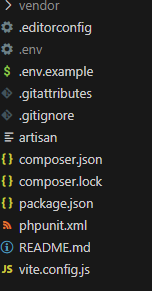 vendor
.editorconfig
.env
.env.example
.gitattributes
.gitignore
artisan
composer.json
composer.lock
package.json
phpunit.xml
README.md
JS vite.config.js